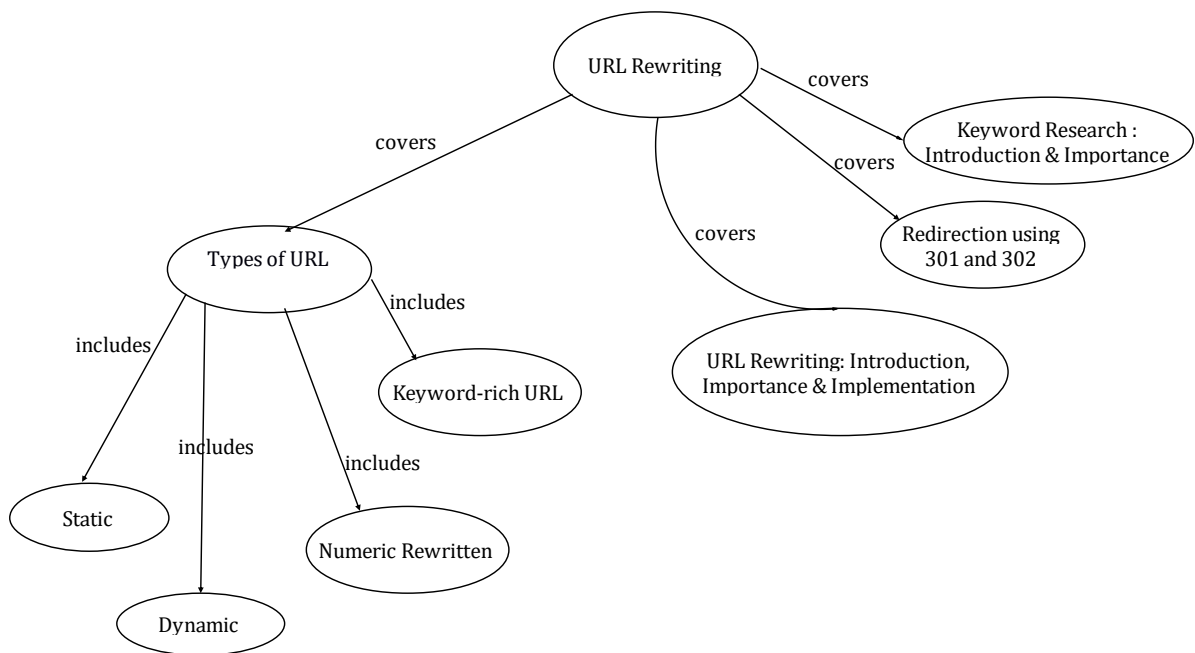 URL Rewriting
covers
Keyword Research :
Introduction & Importance
covers
covers
Redirection using
301 and 302
covers
Types of URL
includes
includes
URL Rewriting: Introduction,
Importance & Implementation
Keyword-rich URL
includes
includes
Static
Numeric Rewritten
Dynamic